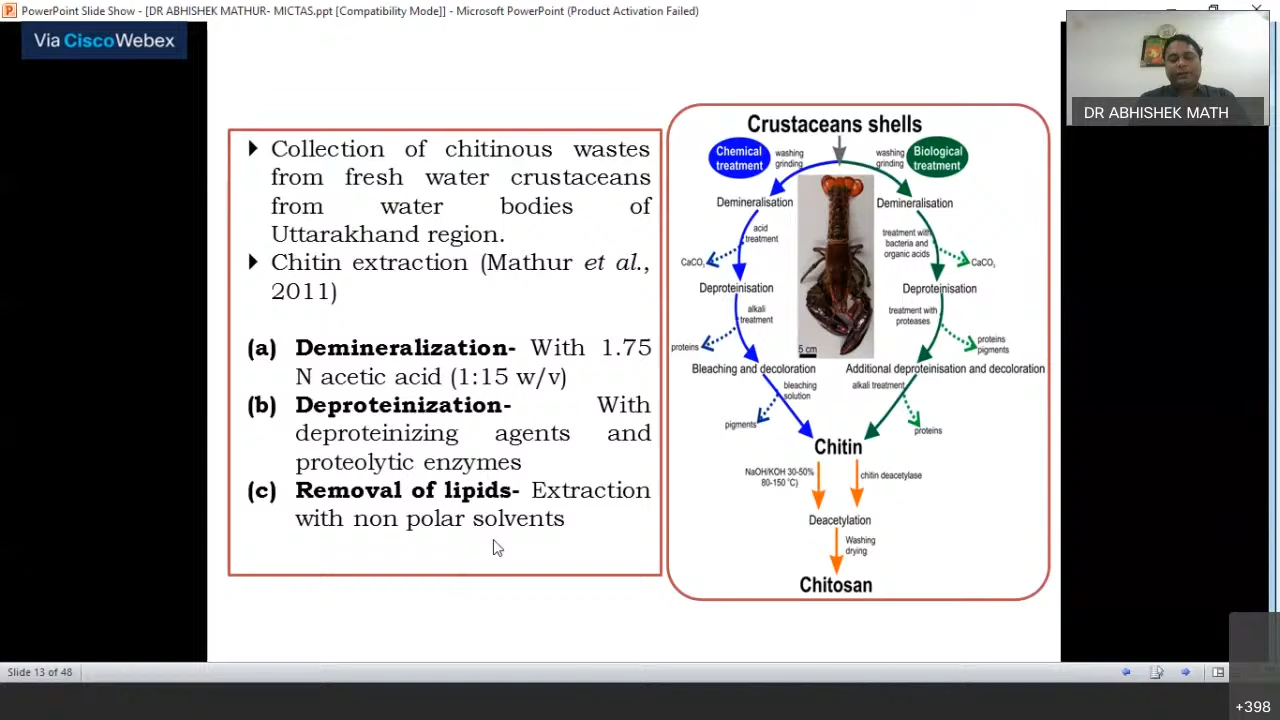 PowerPoint Slide Show - [DR ABHISHEK MATHUR- MICTAS.ppt [Compatibility Mode]] - Microsoft PowerPoint (Product Activation Failed)
Via CiscoWebex
DR ABHISHEK MATH
Collection of chitinous wastes
from fresh water crustaceans
from water bodies of
Uttarakhand region.
Chitin extraction (Mathur et al.,
2011)
(a) Demineralization- With 1.75
N acetic acid (1:15 w/v)
(b) Deproteinization- With
deproteinizing agents and
proteolytic enzymes
(c) Removal of lipids- Extraction
with non polar solvents
Crustaceans shells
Chemical
treatment
washing
grinding
washing
grinding
Biological
treatment
Demineralisation
Demineralisation
acid
treatment
treatment with
bacteria and
organic acids
CaCO₃
CaCO₃
Deproteinisation
Deproteinisation
alkali
treatment
treatment with
proteases
proteins
proteins
pigments
5 cm
Bleaching and decoloration
Additional deproteinisation and decoloration
bleaching
solution
alkali treatment
pigments
proteins
Chitin
NaOH/KOH 30-50%
80-150 °C)
chitin deacetylase
Deacetylation
Washing
drying
Chitosan
Slide 13 of 48
+398